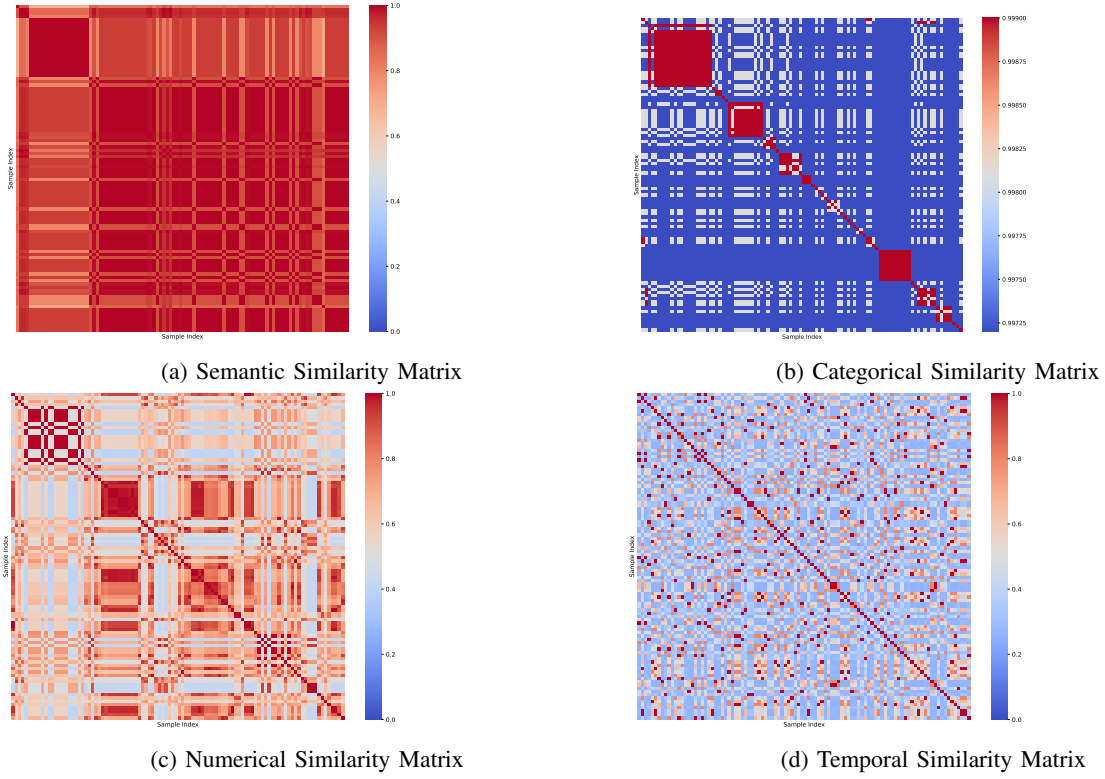 1.0
0.8
0.6
0.4
0.2
0.0
Sample Index
Sample Index
(a) Semantic Similarity Matrix
0.99900
0.99875
0.99850
0.99825
0.99800
0.99775
0.99750
0.99725
Sample Index
Sample Index
(b) Categorical Similarity Matrix
1.0
0.8
0.6
0.4
0.2
0.0
Sample Index
Sample Index
(c) Numerical Similarity Matrix
1.0
0.8
0.6
0.4
0.2
0.0
Sample Index
Sample Index
(d) Temporal Similarity Matrix